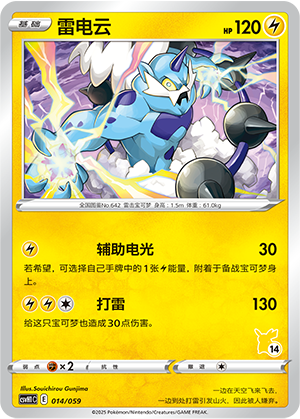 基础 雷电云 HP 120
全国图鉴No.642 雷击宝可梦 身高：1.5m 体重：61.0kg
辅助电光 30
若希望，可选择自己手牌中的1张能量，附着于备战宝可梦身上。
打雷 130
给这只宝可梦也造成30点伤害。
弱点 ×2 抵抗力 撤退
14
Illus.Souichirou Gunjima
E 014/059
一边在天空飞来飞去，
一边到处打雷引发山火，因此被人嫌弃。
©2025 Pokémon/Nintendo/Creatures/GAME FREAK.